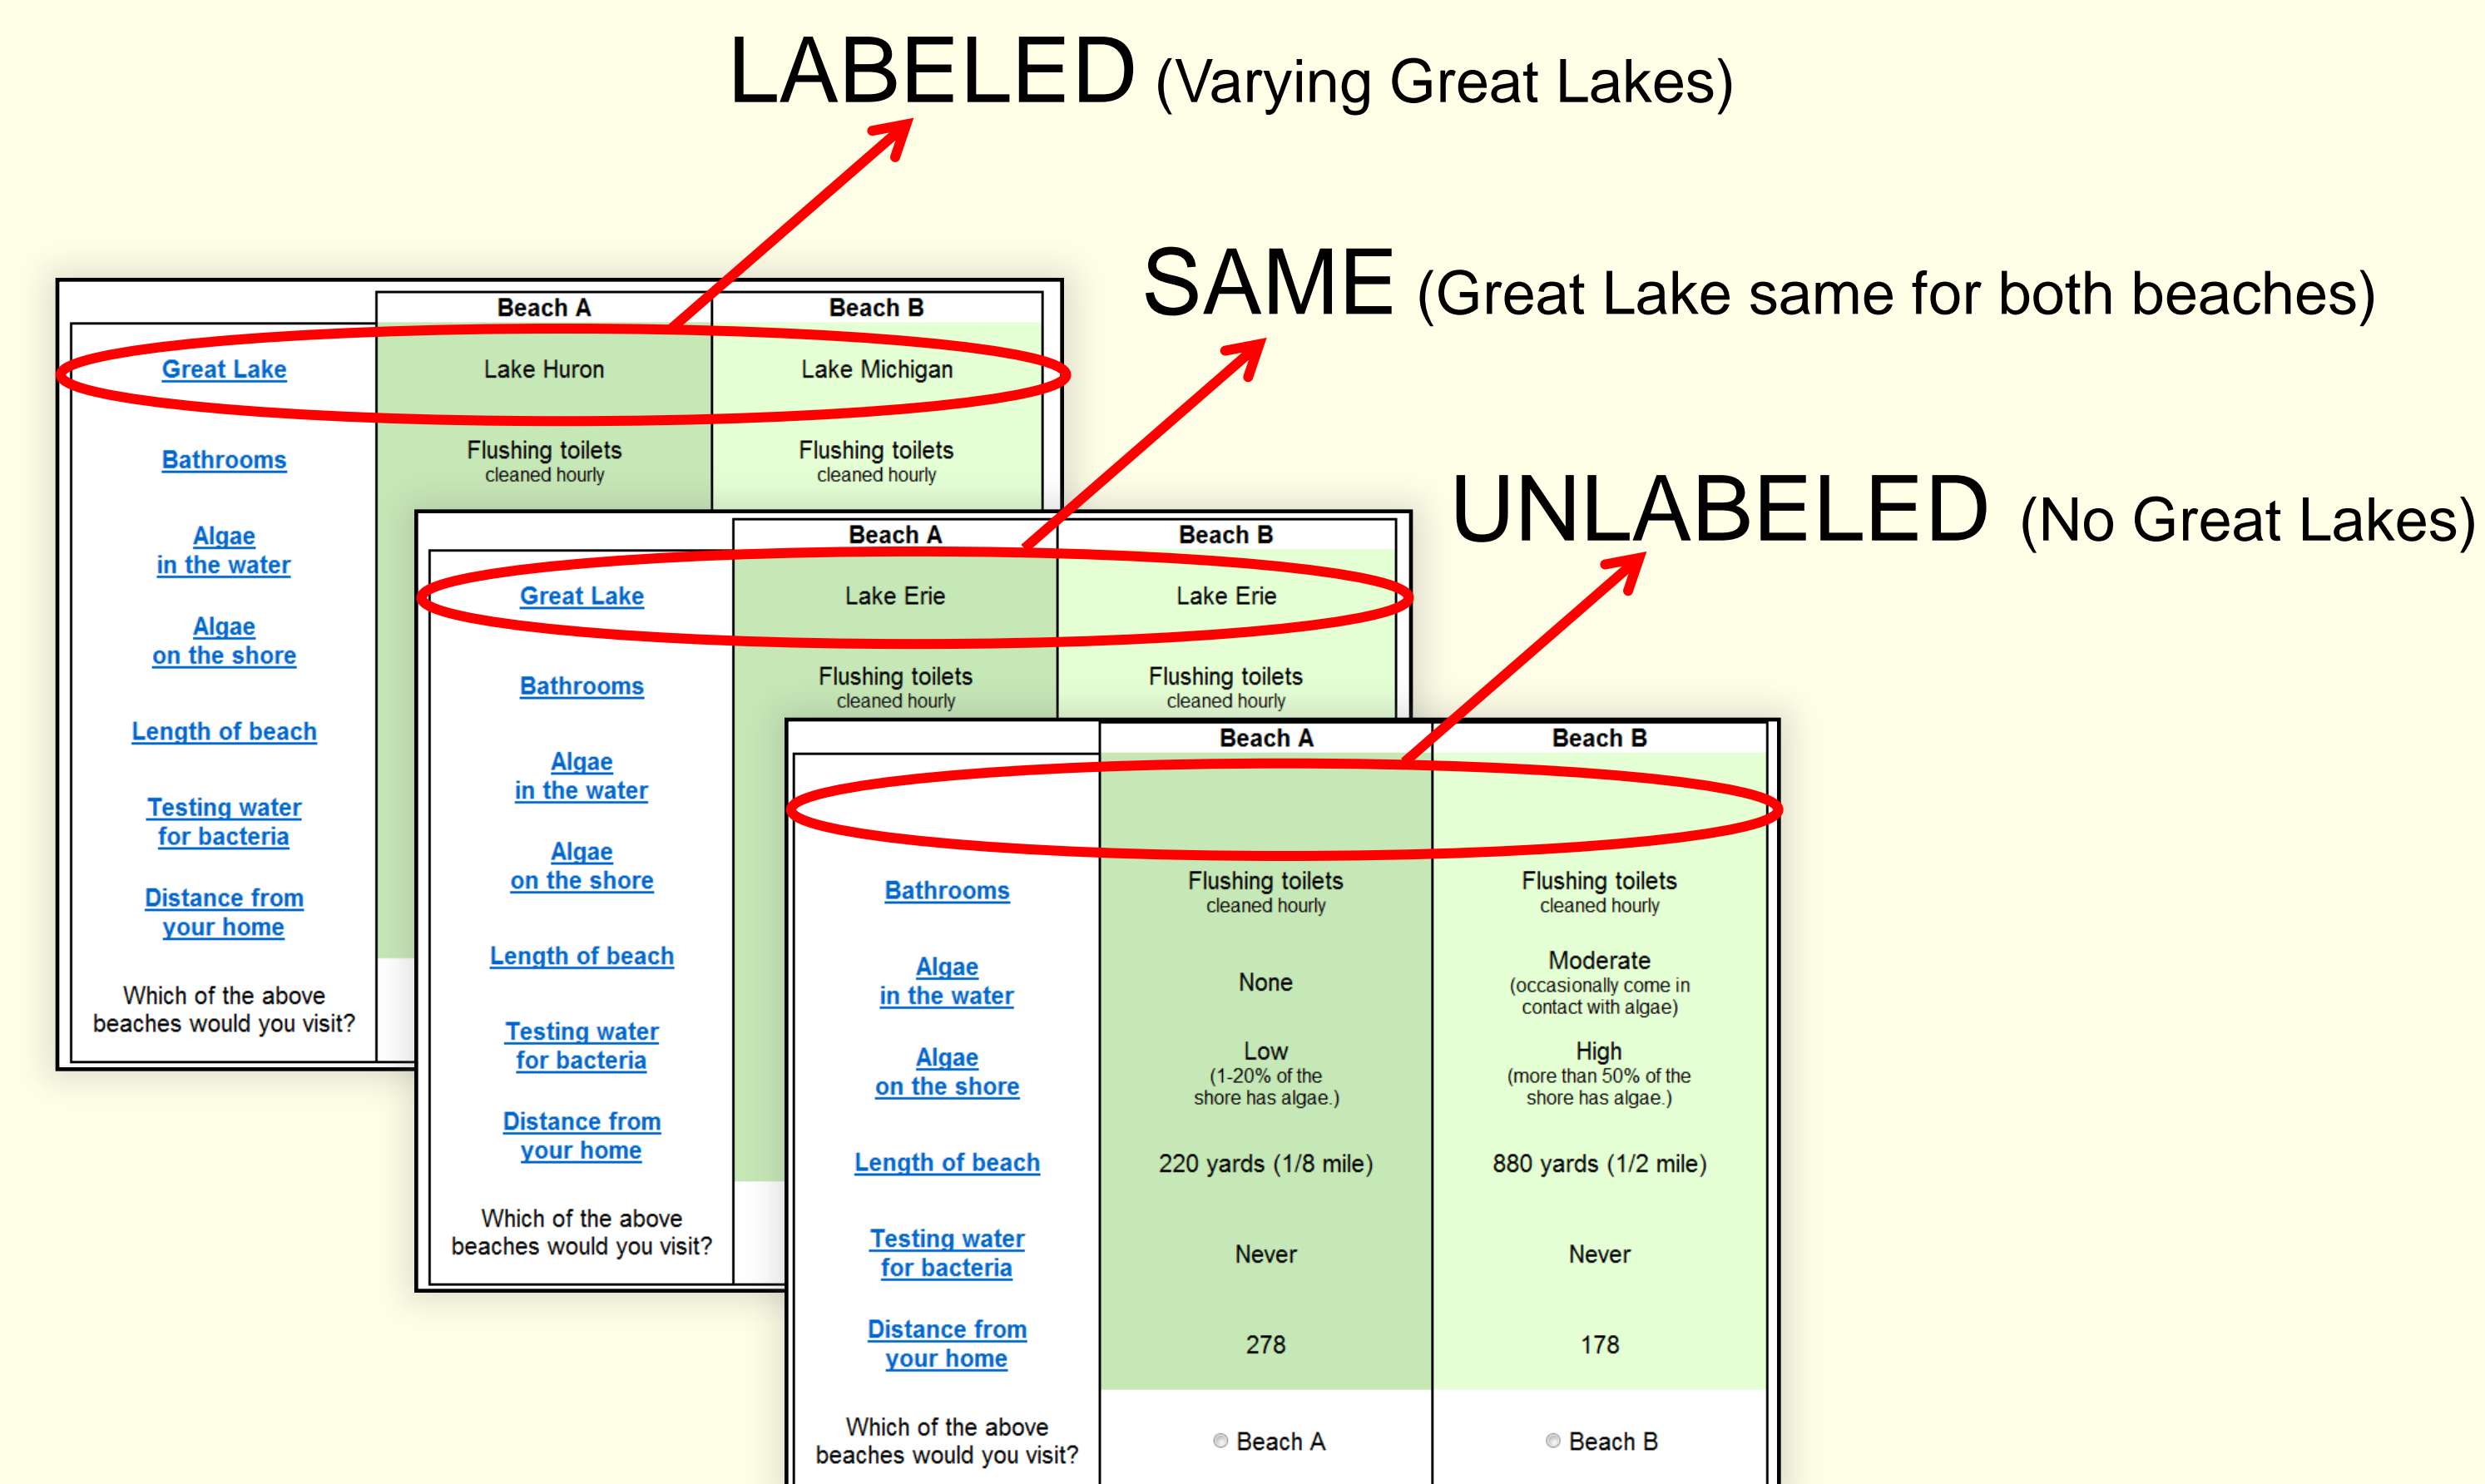 LABELED (Varying Great Lakes)
SAME (Great Lake same for both beaches)
UNLABELED (No Great Lakes)
Beach A Beach B
Great Lake Lake Huron Lake Michigan
Bathrooms Flushing toilets Flushing toilets
cleaned hourly cleaned hourly
Algae
in the water
Algae
on the shore
Length of beach
Testing water
for bacteria
Distance from
your home
Which of the above
beaches would you visit?
Beach A Beach B
Great Lake Lake Erie Lake Erie
Bathrooms Flushing toilets Flushing toilets
cleaned hourly cleaned hourly
Algae
in the water
Algae
on the shore
Length of beach
Testing water
for bacteria
Distance from
your home
Which of the above
beaches would you visit?
Beach A Beach B
Bathrooms Flushing toilets Flushing toilets
cleaned hourly cleaned hourly
Algae
in the water
None
Moderate
(occasionally come in
contact with algae)
Algae
on the shore
Low
(1-20% of the
shore has algae.)
High
(more than 50% of the
shore has algae.)
Length of beach 220 yards (1/8 mile) 880 yards (1/2 mile)
Testing water
for bacteria
Never Never
Distance from
your home
278 178
Which of the above
beaches would you visit?
Beach A Beach B